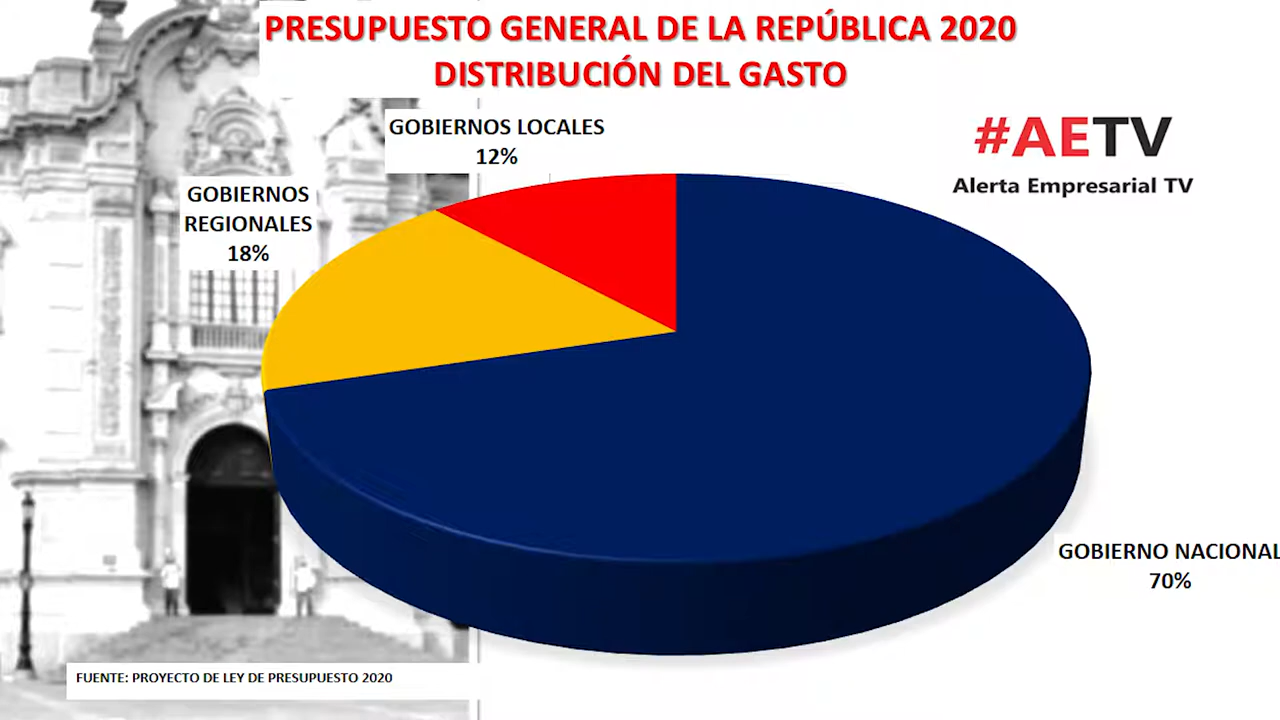 PRESUPUESTO GENERAL DE LA REPÚBLICA 2020
DISTRIBUCIÓN DEL GASTO
#AETV
Alerta Empresarial TV
GOBIERNOS LOCALES
12%
GOBIERNOS
REGIONALES
18%
GOBIERNO NACIONAL
70%
FUENTE: PROYECTO DE LEY DE PRESUPUESTO 2020